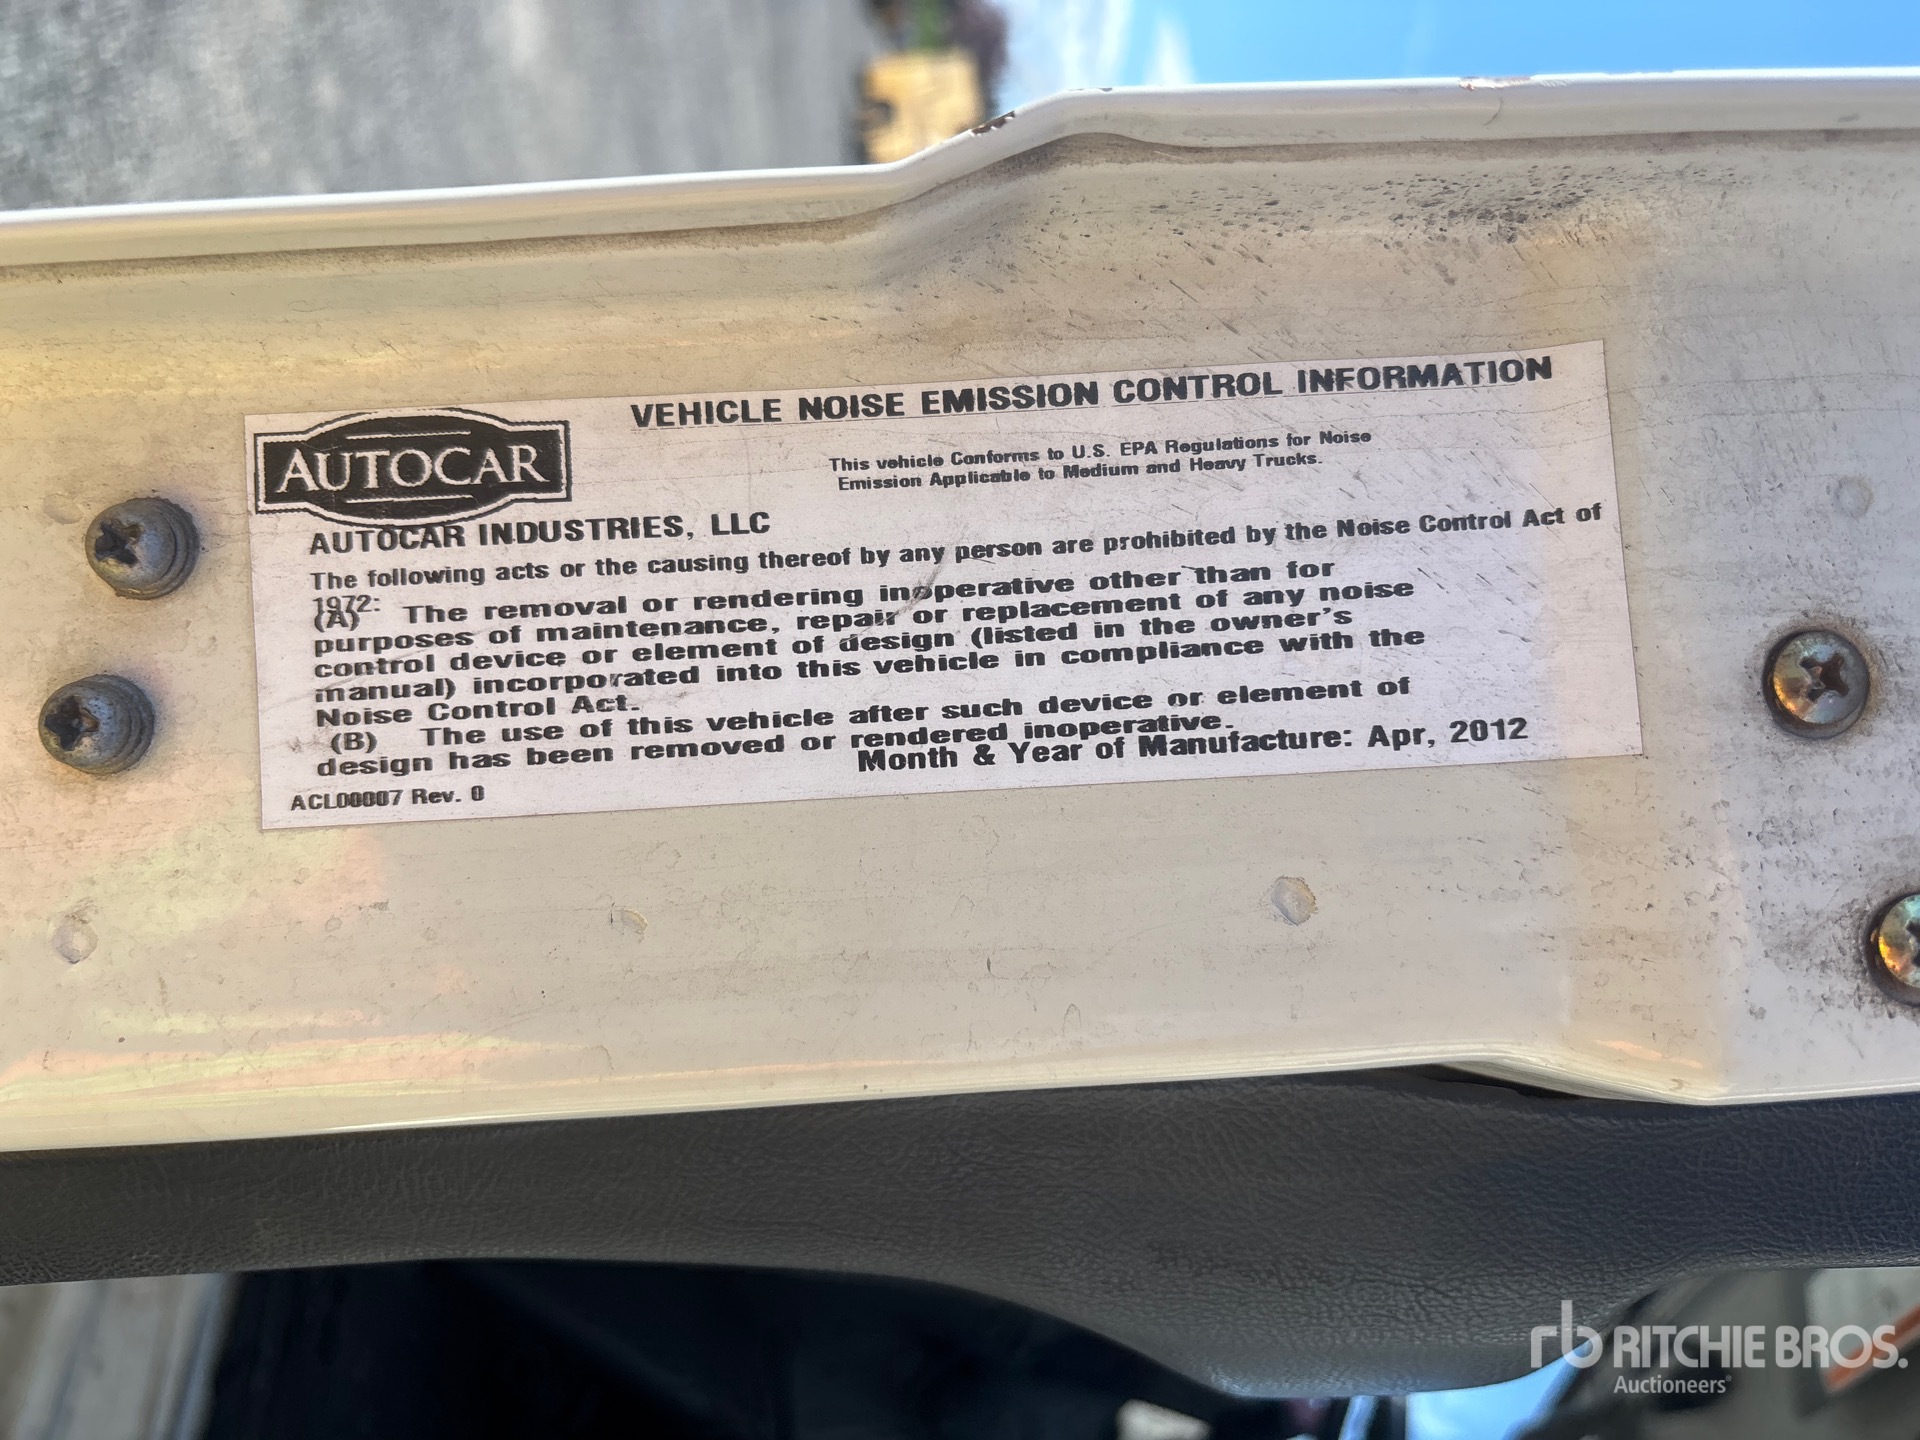 AUTOCAR
VEHICLE NOISE EMISSION CONTROL INFORMATION
This vehicle Conforms to U.S. EPA Regulations for Noise
Emission Applicable to Medium and Heavy Trucks.
AUTOCAR INDUSTRIES, LLC
The following acts or the causing thereof by any person are prohibited by the Noise Control Act of
1972:
(A) The removal or rendering inoperative other than for
purposes of maintenance, repair or replacement of any noise
control device or element of design (listed in the owner's
manual) incorporated into this vehicle in compliance with the
Noise Control Act.
(B) The use of this vehicle after such device or element of
design has been removed or rendered inoperative.
Month & Year of Manufacture: Apr, 2012
ACL00007 Rev. 0
rb RITCHIE BROS.
Auctioneers